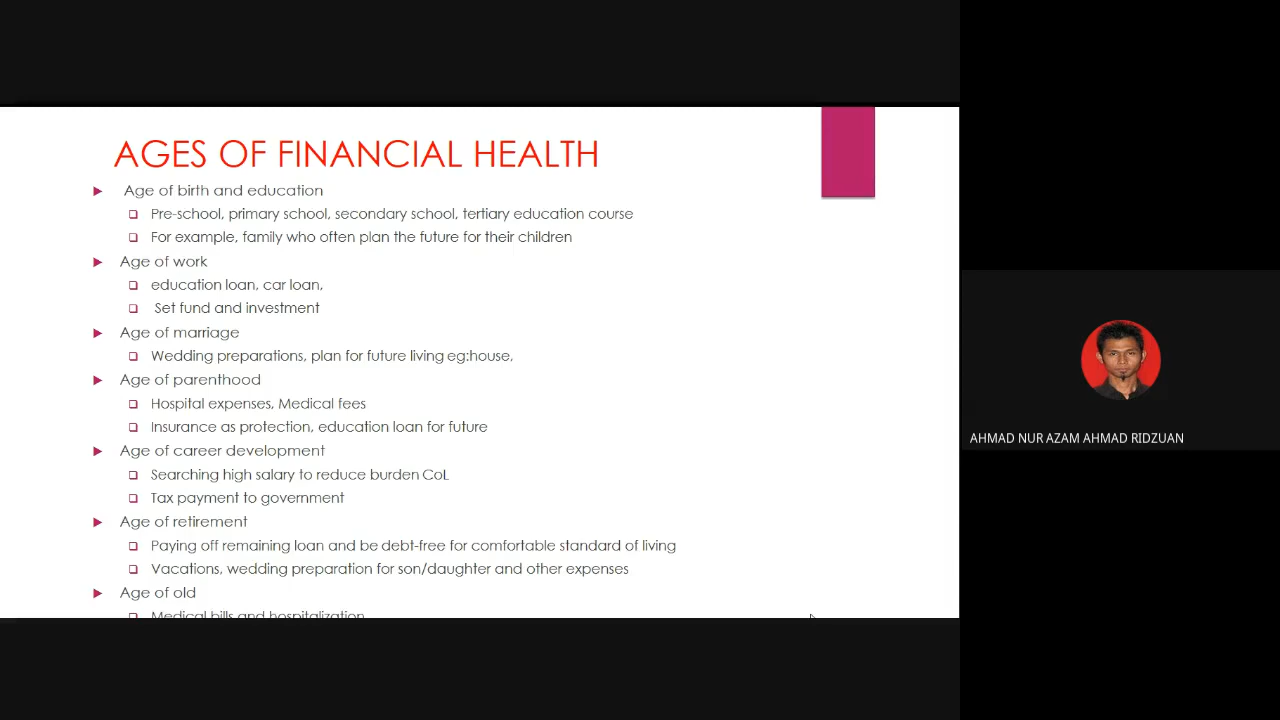 AGES OF FINANCIAL HEALTH
Age of birth and education
Pre-school, primary school, secondary school, tertiary education course
For example, family who often plan the future for their children
Age of work
education loan, car loan,
Set fund and investment
Age of marriage
Wedding preparations, plan for future living eg:house,
Age of parenthood
Hospital expenses, Medical fees
Insurance as protection, education loan for future
Age of career development
Searching high salary to reduce burden CoL
Tax payment to government
Age of retirement
Paying off remaining loan and be debt-free for comfortable standard of living
Vacations, wedding preparation for son/daughter and other expenses
Age of old
Medical bills and hospitalization
AHMAD NUR AZAM AHMAD RIDZUAN